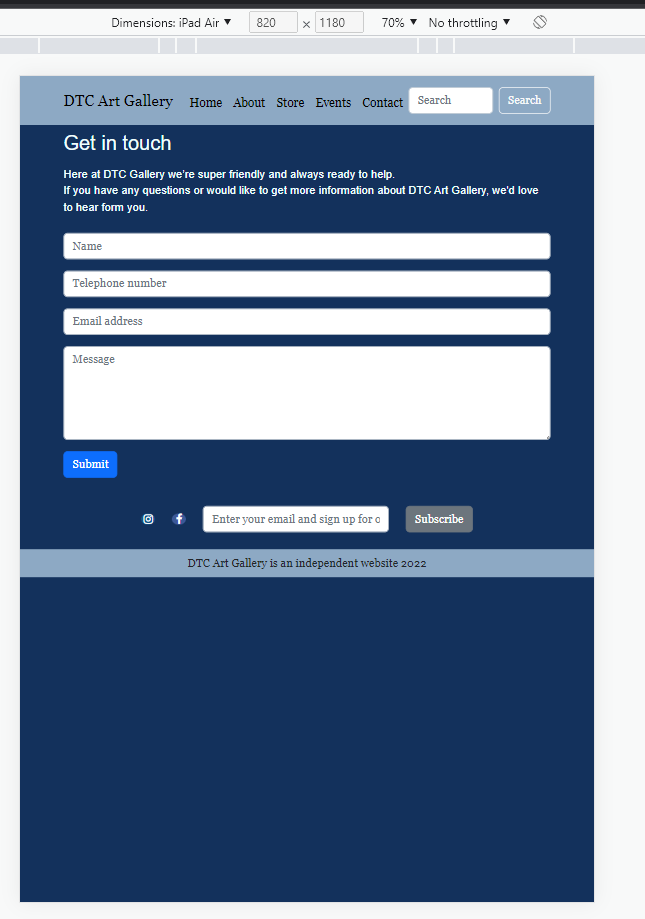 Dimensions: iPad Air ▼ 820 × 1180 70% ▼ No throttling ▼
DTC Art Gallery Home About Store Events Contact Search Search
Get in touch
Here at DTC Gallery we're super friendly and always ready to help.
If you have any questions or would like to get more information about DTC Art Gallery, we'd love
to hear form you.
Name
Telephone number
Email address
Message
Submit
Enter your email and sign up for o Subscribe
DTC Art Gallery is an independent website 2022